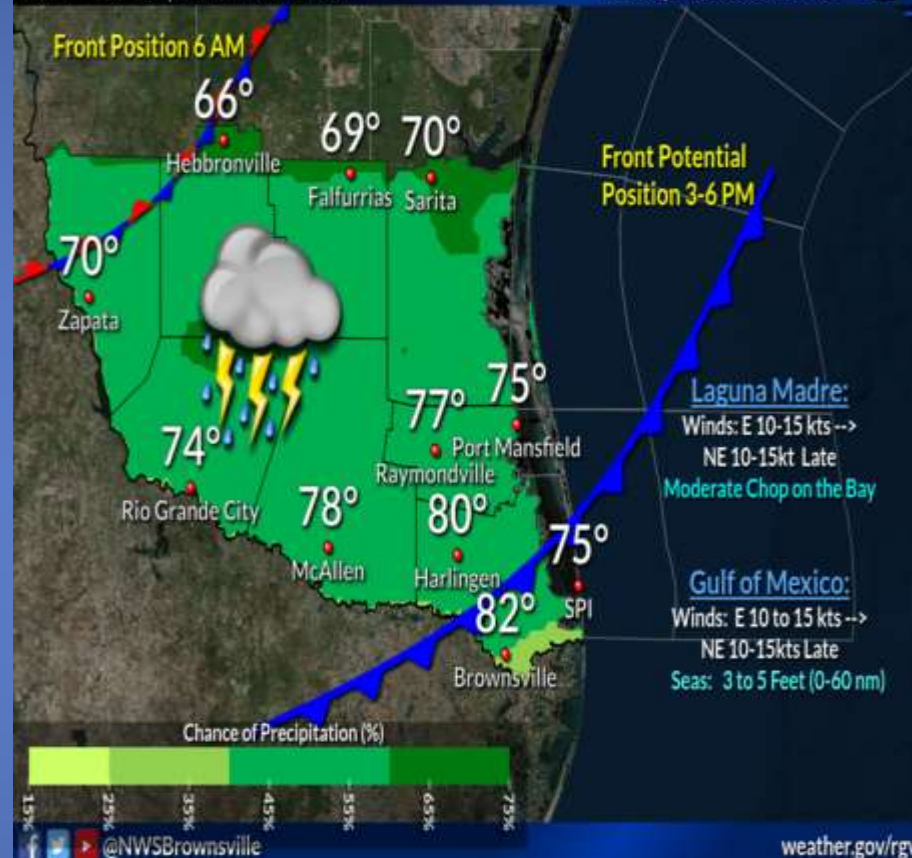 Front Position 6 AM
66°
Hebbronville
69°
Falfurrias
70°
Sarita
Front Potential
Position 3-6 PM
70°
Zapata
75°
Port Mansfield
77°
Raymondville
74°
Rio Grande City
78°
McAllen
80°
Harlingen
75°
SPI
82°
Brownsville
Laguna Madre:
Winds: E 10-15 kts -->
NE 10-15kt Late
Moderate Chop on the Bay
Gulf of Mexico:
Winds: E 10 to 15 kts -->
NE 10-15kts Late
Seas: 3 to 5 Feet (0-60 nm)
Chance of Precipitation (%)
15% 25% 35% 45% 55% 65% 75%
@NWSBrownsville
weather.gov/rgv